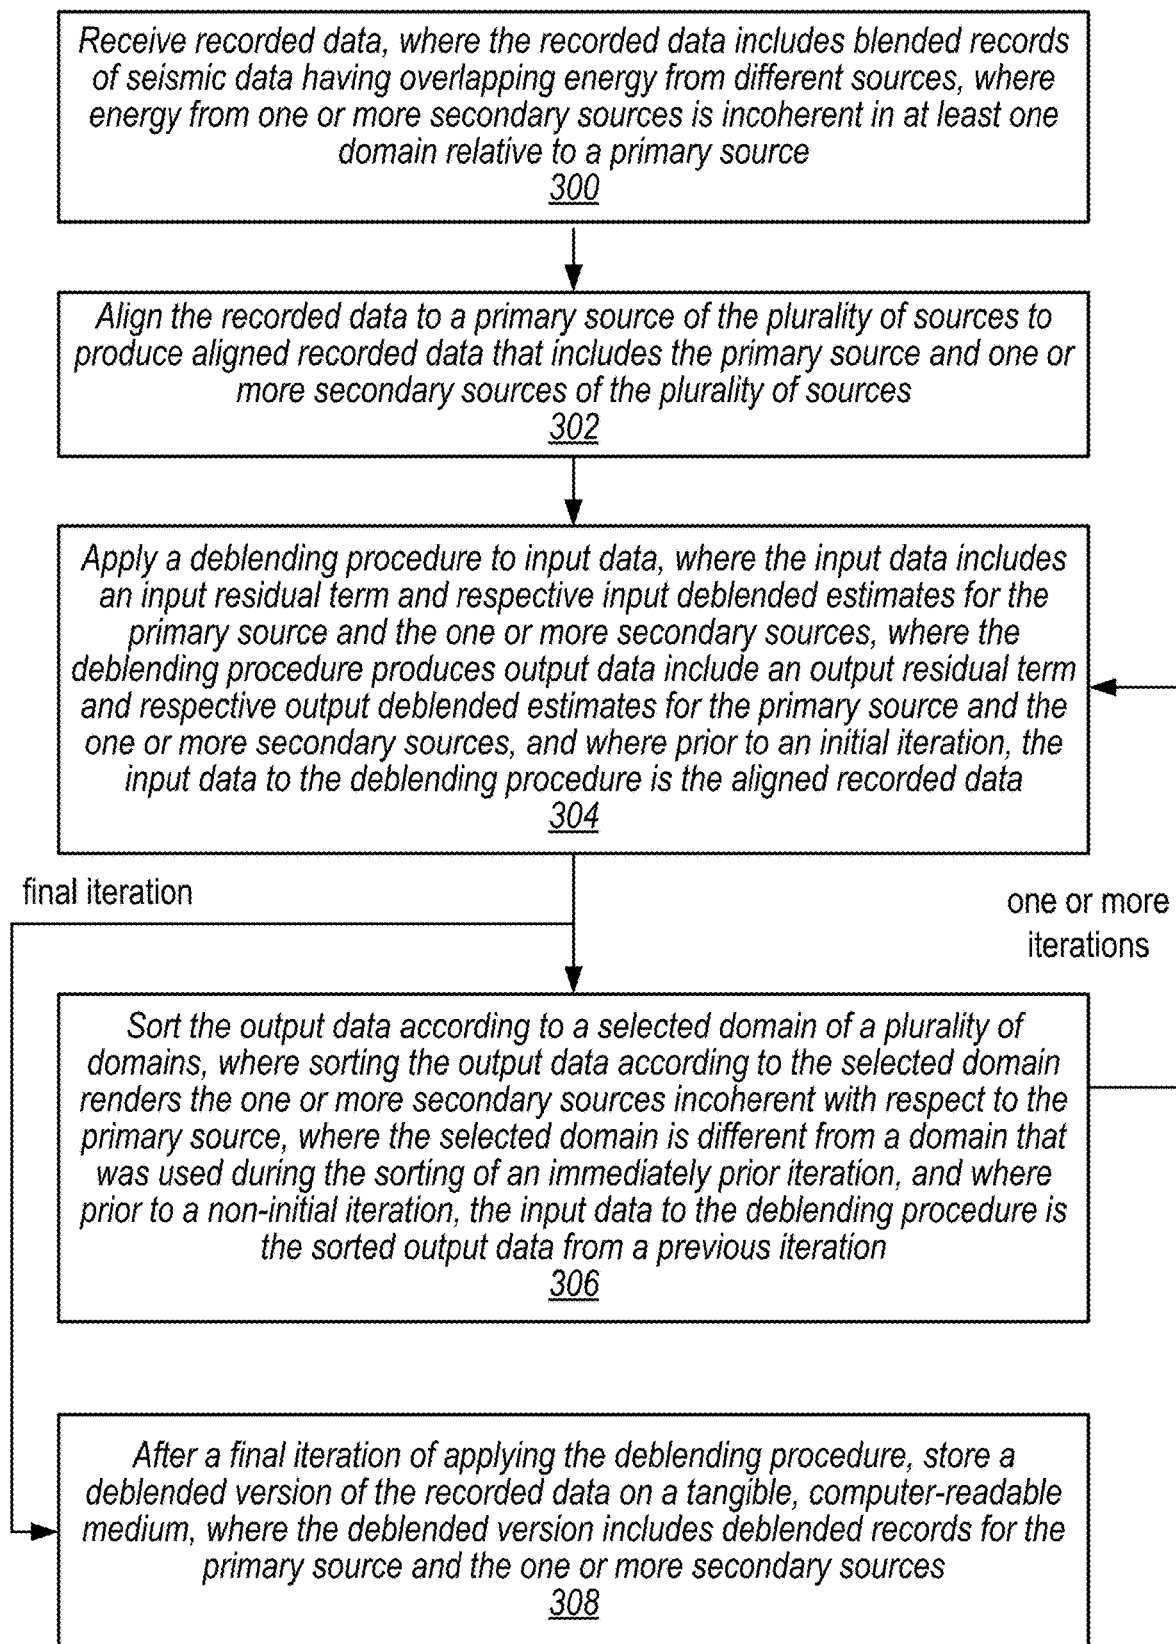 Receive recorded data, where the recorded data includes blended records
of seismic data having overlapping energy from different sources, where
energy from one or more secondary sources is incoherent in at least one
domain relative to a primary source
300
Align the recorded data to a primary source of the plurality of sources to
produce aligned recorded data that includes the primary source and one or
more secondary sources of the plurality of sources
302
Apply a deblending procedure to input data, where the input data includes
an input residual term and respective input deblended estimates for the
primary source and the one or more secondary sources, where the
deblending procedure produces output data include an output residual term
and respective output deblended estimates for the primary source and the
one or more secondary sources, and where prior to an initial iteration, the
input data to the deblending procedure is the aligned recorded data
304
final iteration
one or more
iterations
Sort the output data according to a selected domain of a plurality of
domains, where sorting the output data according to the selected domain
renders the one or more secondary sources incoherent with respect to the
primary source, where the selected domain is different from a domain that
was used during the sorting of an immediately prior iteration, and where
prior to a non-initial iteration, the input data to the deblending procedure is
the sorted output data from a previous iteration
306
After a final iteration of applying the deblending procedure, store a
deblended version of the recorded data on a tangible, computer-readable
medium, where the deblended version includes deblended records for the
primary source and the one or more secondary sources
308